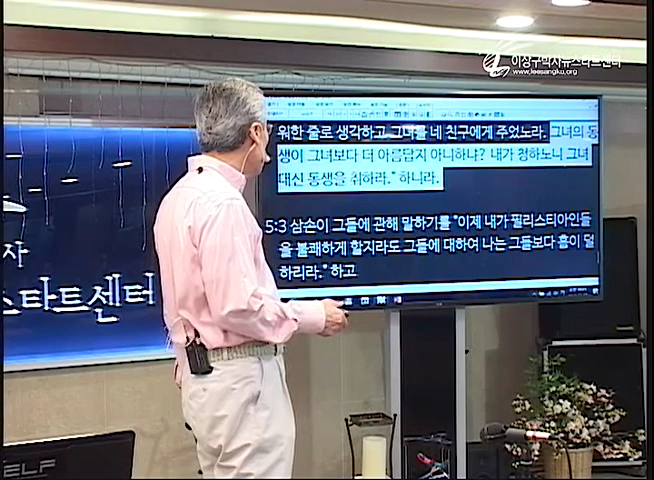 이상구박사뉴스타트센타
www.leesangku.org
워한 줄로 생각하고 그녀를 네 친구에게 주었노라. 그녀의 동
생이 그녀보다 더 아름답지 아니하냐? 내가 청하노니 그녀
대신 동생을 취하라." 하니라.
5:3 삼손이 그들에 관해 말하기를 "이제 내가 필리스티아인들
을 불쾌하게 할지라도 그들에 대하여 나는 그들보다 흠이 덜
하리라." 하고
자
스타트센터
ELF